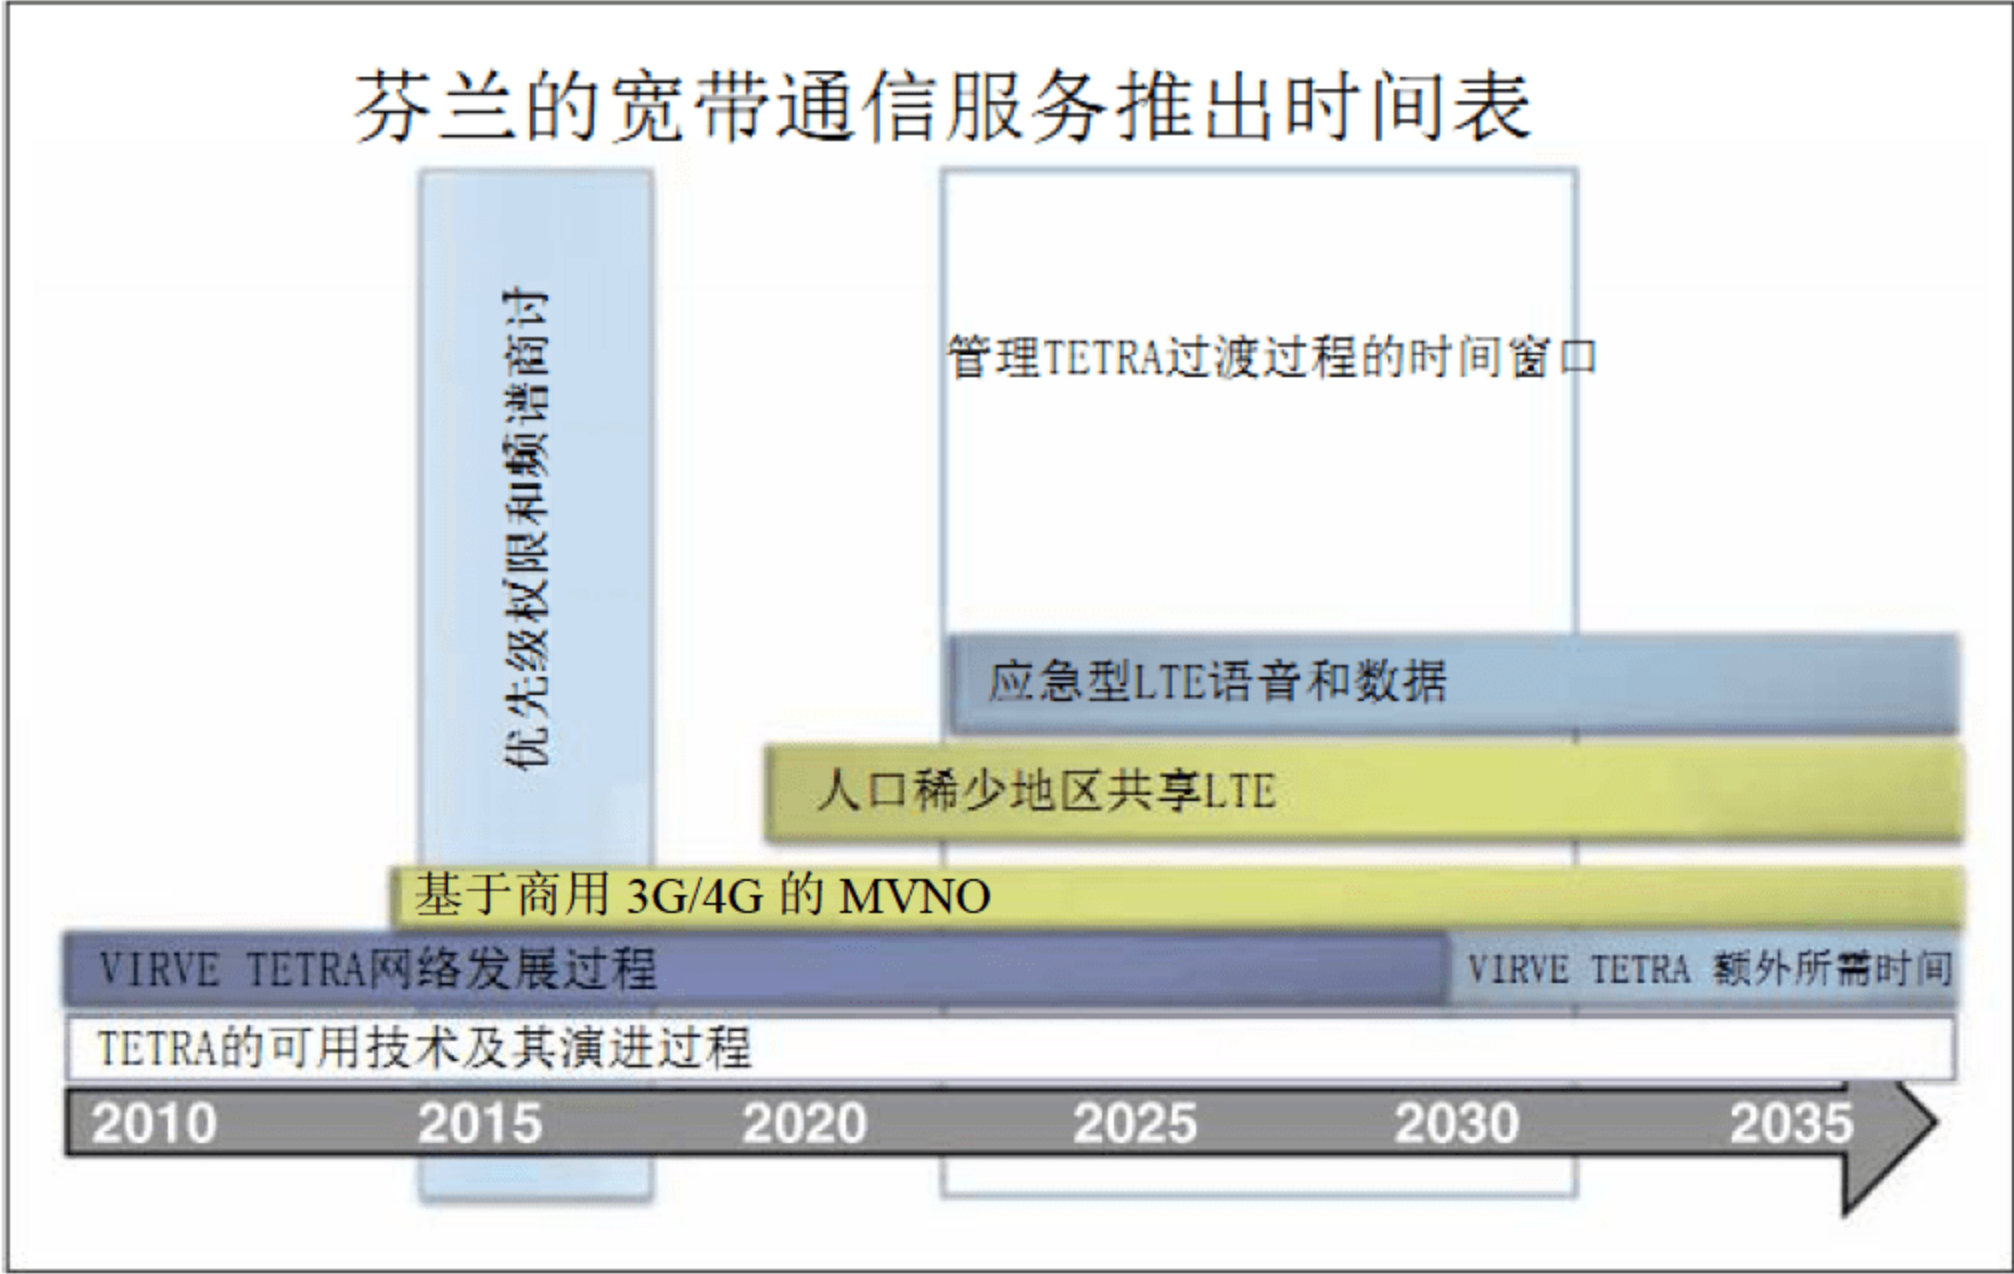 芬兰的宽带通信服务推出时间表
优先级权限和频谱商讨
管理TETRA过渡过程的时间窗口
应急型LTE语音和数据
人口稀少地区共享LTE
基于商用 3G/4G 的 MVNO
VIRVE TETRA网络发展过程
VIRVE TETRA 额外所需时间
TETRA的可用技术及其演进过程
2010 2015 2020 2025 2030 2035